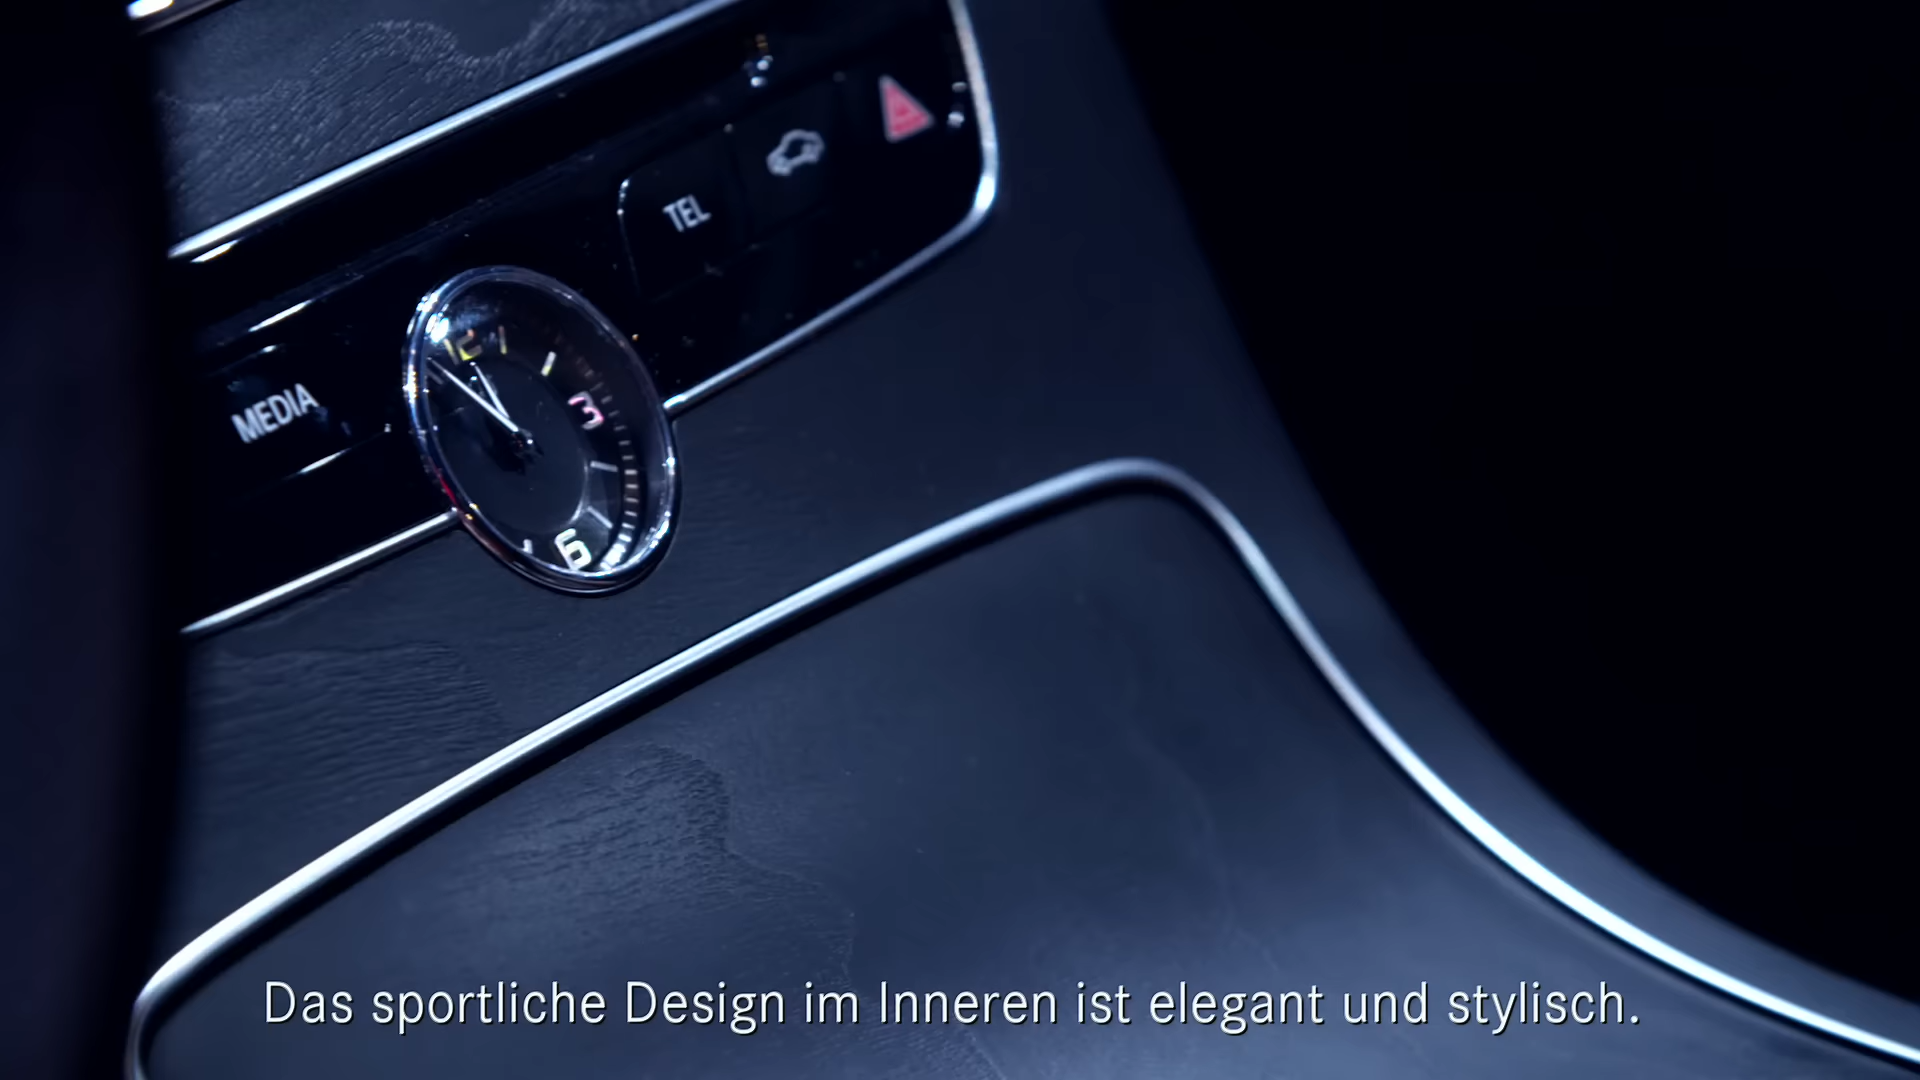 TEL
MEDIA
12
3
6
Das sportliche Design im Inneren ist elegant und stylisch.